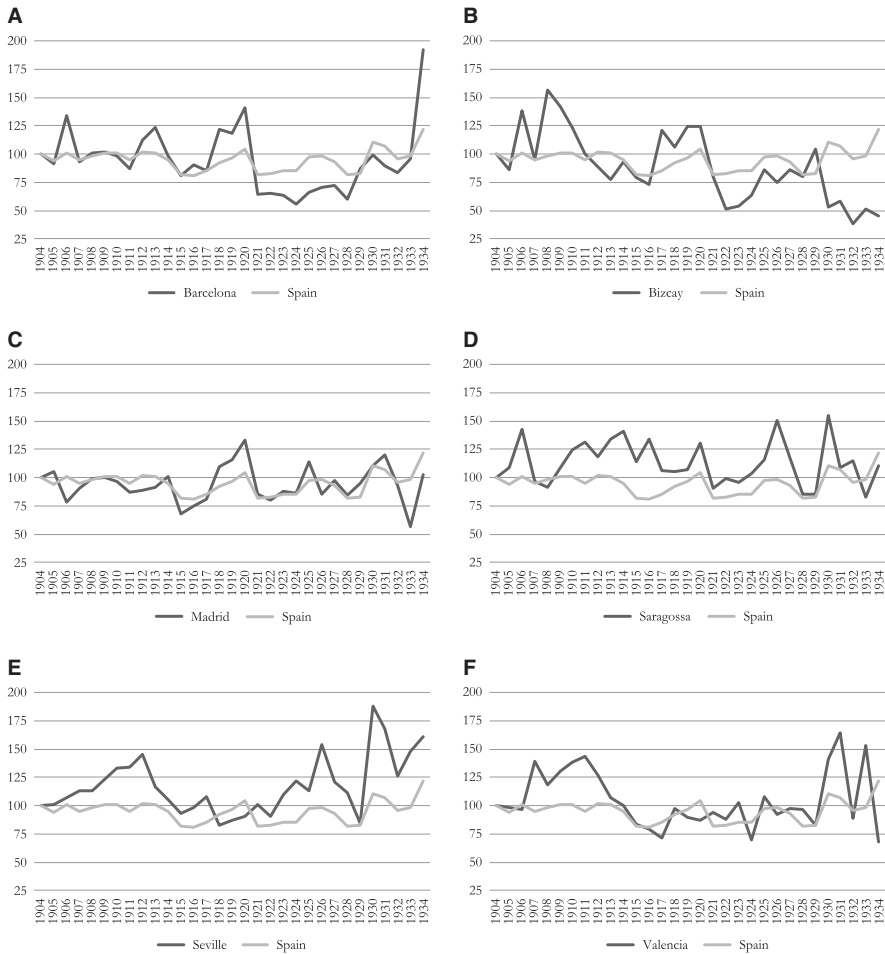 A
200
175
150
125
100
75
50
25
1904 1905 1906 1907 1908 1909 1910 1911 1912 1913 1914 1915 1916 1917 1918 1919 1920 1921 1922 1923 1924 1925 1926 1927 1928 1929 1930 1931 1932 1933 1934
Barcelona Spain
B
200
175
150
125
100
75
50
25
1904 1905 1906 1907 1908 1909 1910 1911 1912 1913 1914 1915 1916 1917 1918 1919 1920 1921 1922 1923 1924 1925 1926 1927 1928 1929 1930 1931 1932 1933 1934
Bizcay Spain
C
200
175
150
125
100
75
50
25
1904 1905 1906 1907 1908 1909 1910 1911 1912 1913 1914 1915 1916 1917 1918 1919 1920 1921 1922 1923 1924 1925 1926 1927 1928 1929 1930 1931 1932 1933 1934
Madrid Spain
D
200
175
150
125
100
75
50
25
1904 1905 1906 1907 1908 1909 1910 1911 1912 1913 1914 1915 1916 1917 1918 1919 1920 1921 1922 1923 1924 1925 1926 1927 1928 1929 1930 1931 1932 1933 1934
Saragossa Spain
E
200
175
150
125
100
75
50
25
1904 1905 1906 1907 1908 1909 1910 1911 1912 1913 1914 1915 1916 1917 1918 1919 1920 1921 1922 1923 1924 1925 1926 1927 1928 1929 1930 1931 1932 1933 1934
Seville Spain
F
200
175
150
125
100
75
50
25
1904 1905 1906 1907 1908 1909 1910 1911 1912 1913 1914 1915 1916 1917 1918 1919 1920 1921 1922 1923 1924 1925 1926 1927 1928 1929 1930 1931 1932 1933 1934
Valencia Spain